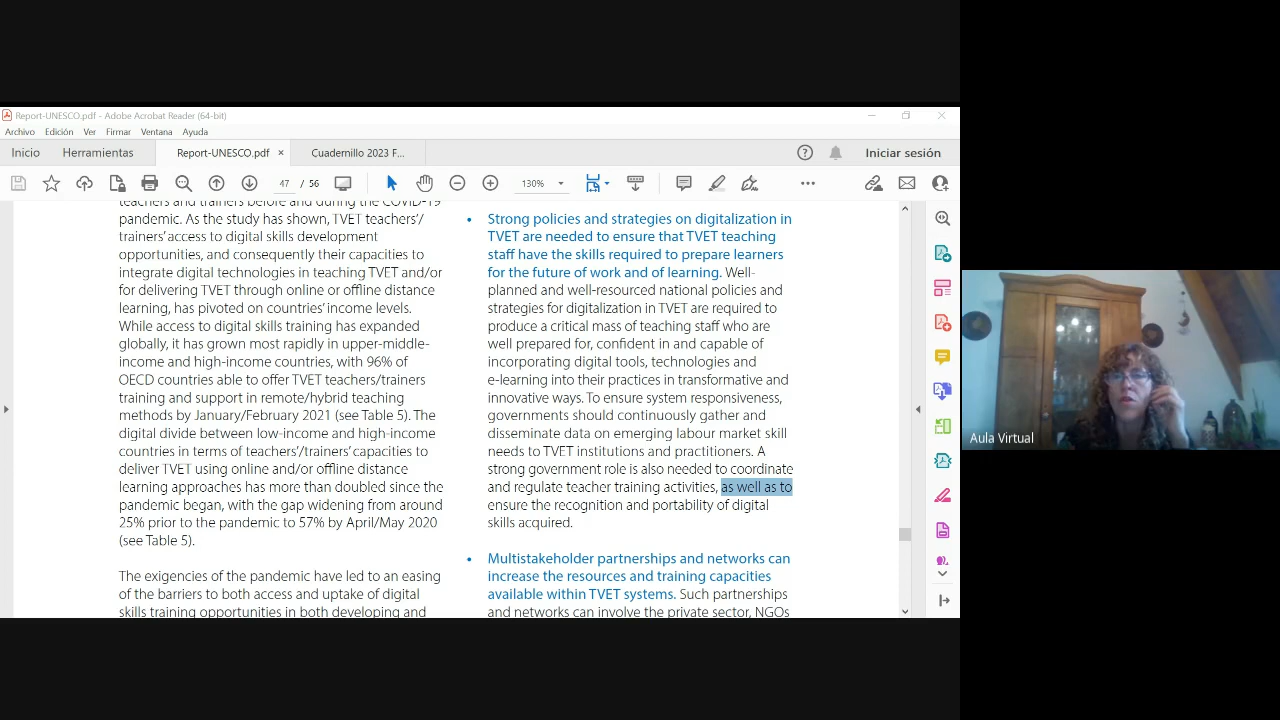 Report-UNESCO.pdf - Adobe Acrobat Reader (64-bit)
Archivo Edición Ver Firmar Ventana Ayuda
Inicio Herramientas Report-UNESCO.pdf × Cuadernillo 2023 F... Iniciar sesión
47 / 56 130%
teachers and trainers before and during the COVID-19
pandemic. As the study has shown, TVET teachers'/
trainers' access to digital skills development
opportunities, and consequently their capacities to
integrate digital technologies in teaching TVET and/or
for delivering TVET through online or offline distance
learning, has pivoted on countries' income levels.
While access to digital skills training has expanded
globally, it has grown most rapidly in upper-middle-
income and high-income countries, with 96% of
OECD countries able to offer TVET teachers/trainers
training and support in remote/hybrid teaching
methods by January/February 2021 (see Table 5). The
digital divide between low-income and high-income
countries in terms of teachers'/trainers' capacities to
deliver TVET using online and/or offline distance
learning approaches has more than doubled since the
pandemic began, with the gap widening from around
25% prior to the pandemic to 57% by April/May 2020
(see Table 5).
The exigencies of the pandemic have led to an easing
of the barriers to both access and uptake of digital
skills training opportunities in both developing and
• Strong policies and strategies on digitalization in
TVET are needed to ensure that TVET teaching
staff have the skills required to prepare learners
for the future of work and of learning. Well-
planned and well-resourced national policies and
strategies for digitalization in TVET are required to
produce a critical mass of teaching staff who are
well prepared for, confident in and capable of
incorporating digital tools, technologies and
e-learning into their practices in transformative and
innovative ways. To ensure system responsiveness,
governments should continuously gather and
disseminate data on emerging labour market skill
needs to TVET institutions and practitioners. A
strong government role is also needed to coordinate
and regulate teacher training activities, as well as to
ensure the recognition and portability of digital
skills acquired.
• Multistakeholder partnerships and networks can
increase the resources and training capacities
available within TVET systems. Such partnerships
and networks can involve the private sector, NGOs
Aula Virtual